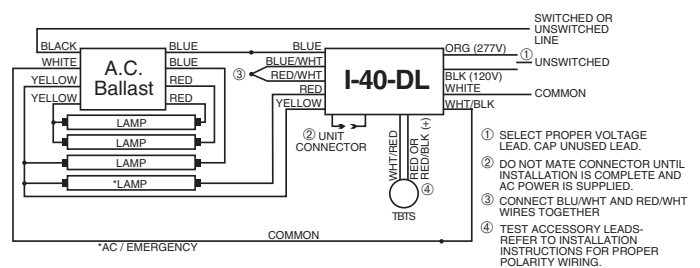 SWITCHED OR
UNSWITCHED
LINE
BLACK
BLUE
BLUE
ORG (277V)
①
UNSWITCHED
WHITE
BLUE
BLUE/WHT
③
RED/WHT
BLK (120V)
A.C.
Ballast
I-40-DL
YELLOW
RED
RED
WHITE
COMMON
YELLOW
RED
YELLOW
WHT/BLK
LAMP
LAMP
LAMP
*LAMP
② UNIT
CONNECTOR
WHT/RED
RED OR
RED/BLK (+)
④
TBTS
COMMON
*AC / EMERGENCY
① SELECT PROPER VOLTAGE
LEAD. CAP UNUSED LEAD.
② DO NOT MATE CONNECTOR UNTIL
INSTALLATION IS COMPLETE AND
AC POWER IS SUPPLIED.
③ CONNECT BLU/WHT AND RED/WHT
WIRES TOGETHER
④ TEST ACCESSORY LEADS-
REFER TO INSTALLATION
INSTRUCTIONS FOR PROPER
POLARITY WIRING.